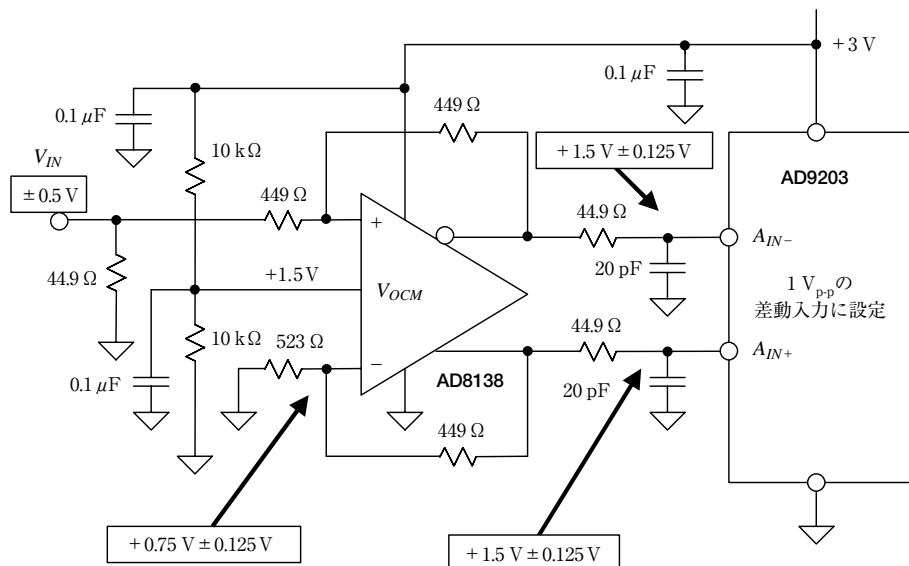 +3 V
0.1 μF
0.1 μF
449 Ω
10 kΩ
+1.5 V ± 0.125 V
V_IN
± 0.5 V
AD9203
449 Ω
44.9 Ω
+
A_IN−
44.9 Ω
+1.5 V
V_OCM
20 pF
1 V_p-pの
差動入力に設定
10 kΩ
523 Ω
44.9 Ω
A_IN+
0.1 μF
−
AD8138
20 pF
449 Ω
+0.75 V ± 0.125 V
+1.5 V ± 0.125 V